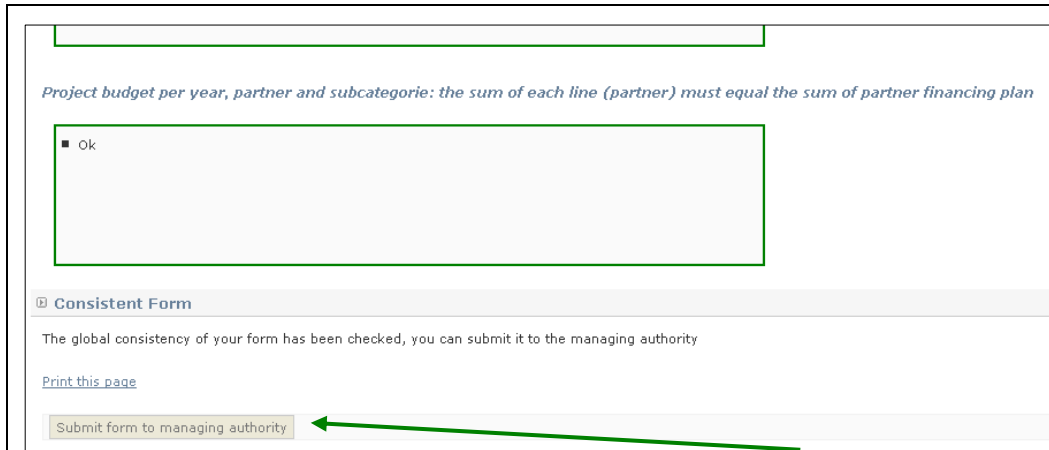 Project budget per year, partner and subcategorie: the sum of each line (partner) must equal the sum of partner financing plan
Ok
Consistent Form
The global consistency of your form has been checked, you can submit it to the managing authority
Print this page
Submit form to managing authority